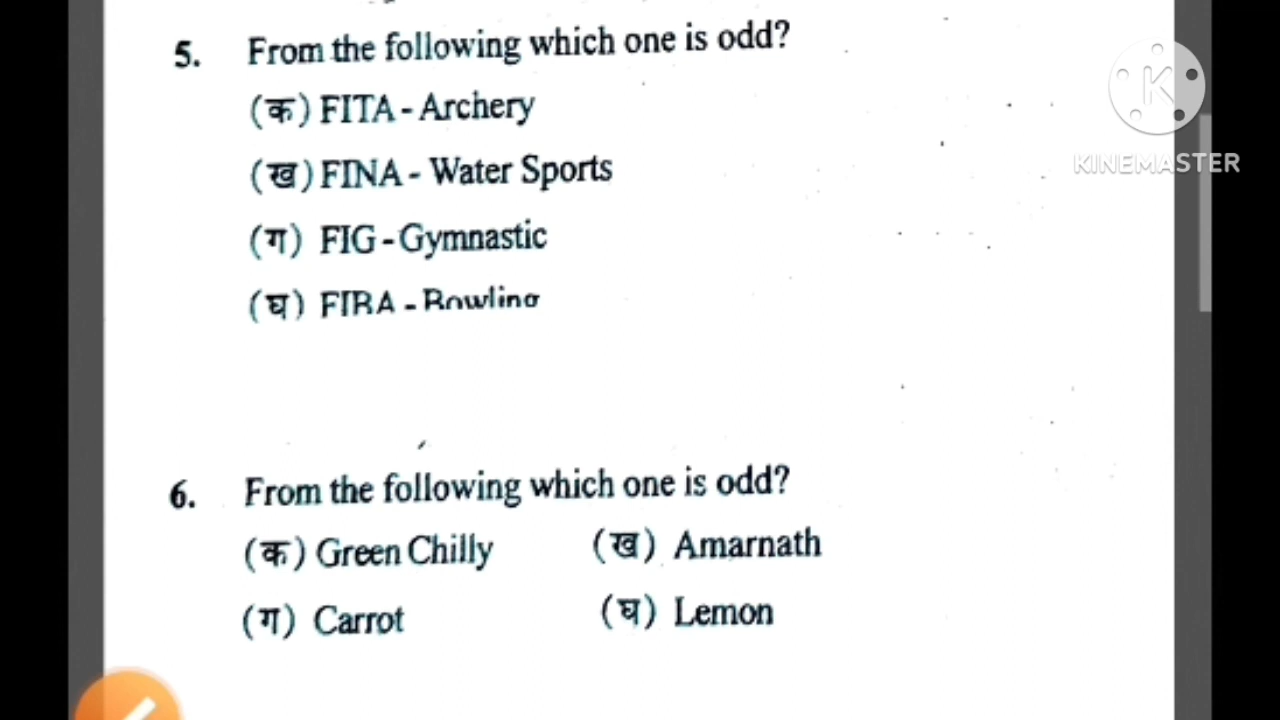 5. From the following which one is odd?
(क) FITA - Archery
(ख) FINA - Water Sports
(ग) FIG - Gymnastic
(घ) FIBA - Bowling
KINEMASTER
6. From the following which one is odd?
(क) Green Chilly (ख) Amarnath
(ग) Carrot (घ) Lemon